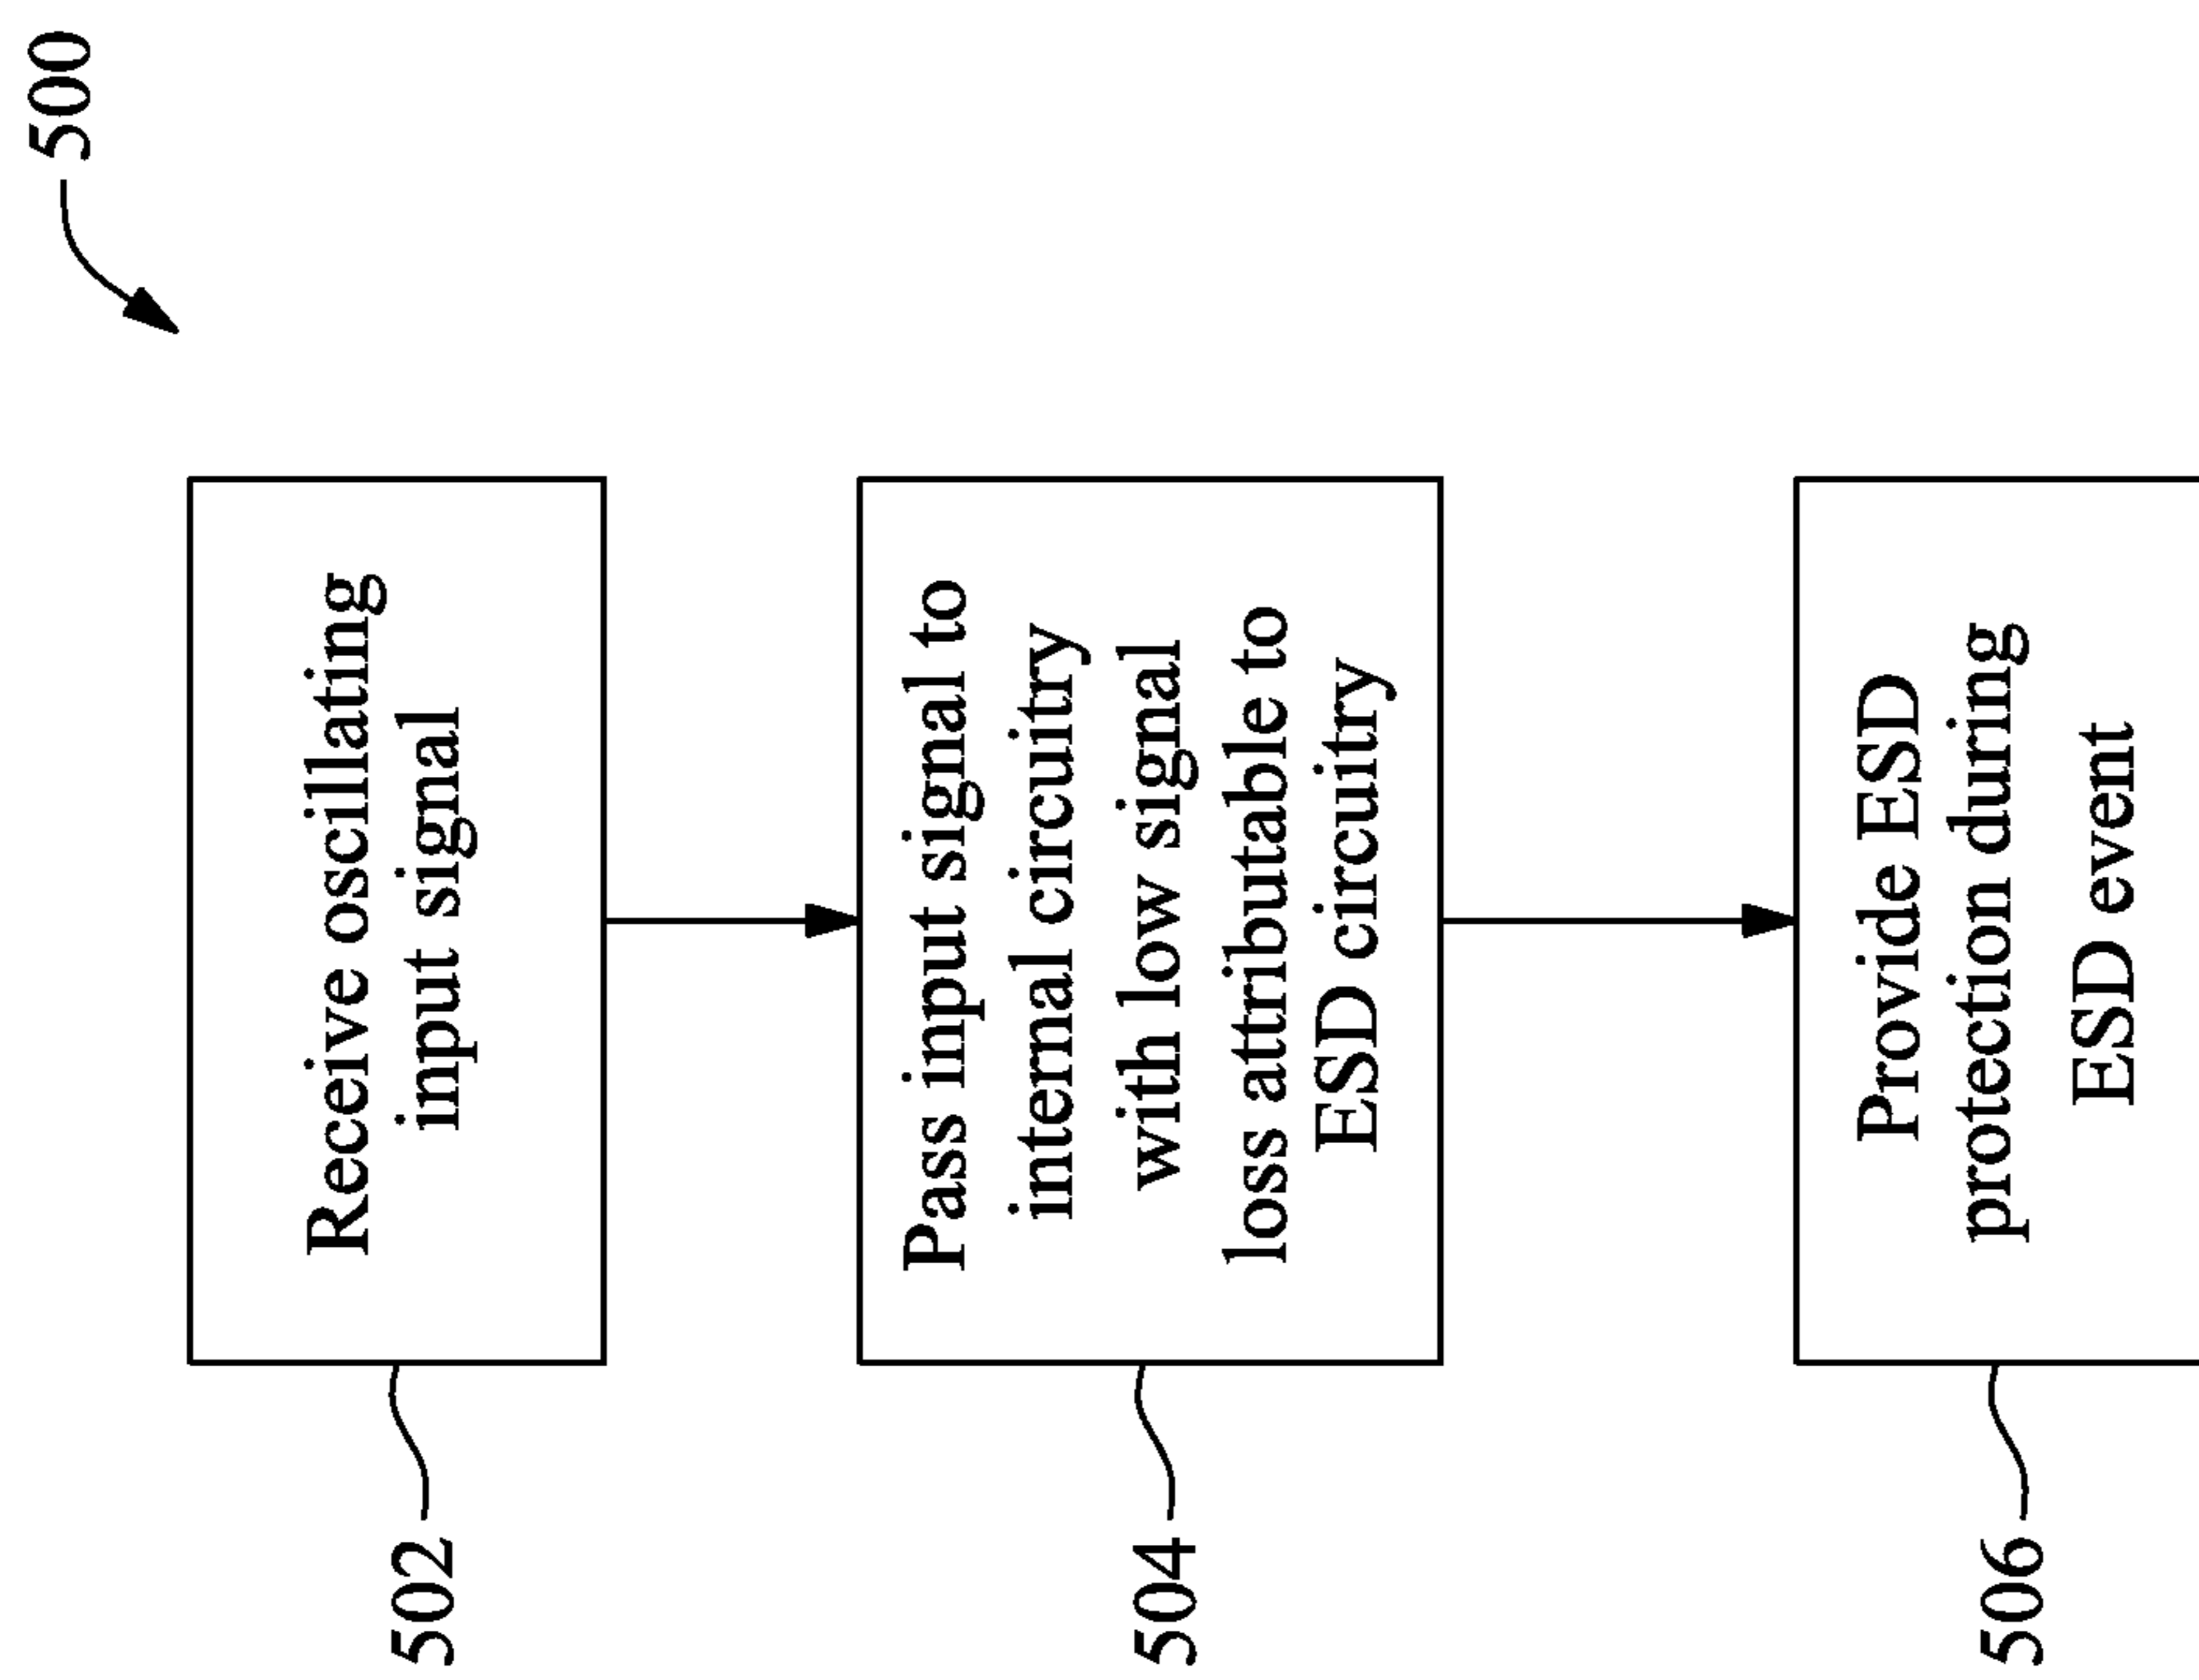 500
502
Receive oscillating
input signal
504
Pass input signal to
internal circuitry
with low signal
loss attributable to
ESD circuitry
506
Provide ESD
protection during
ESD event